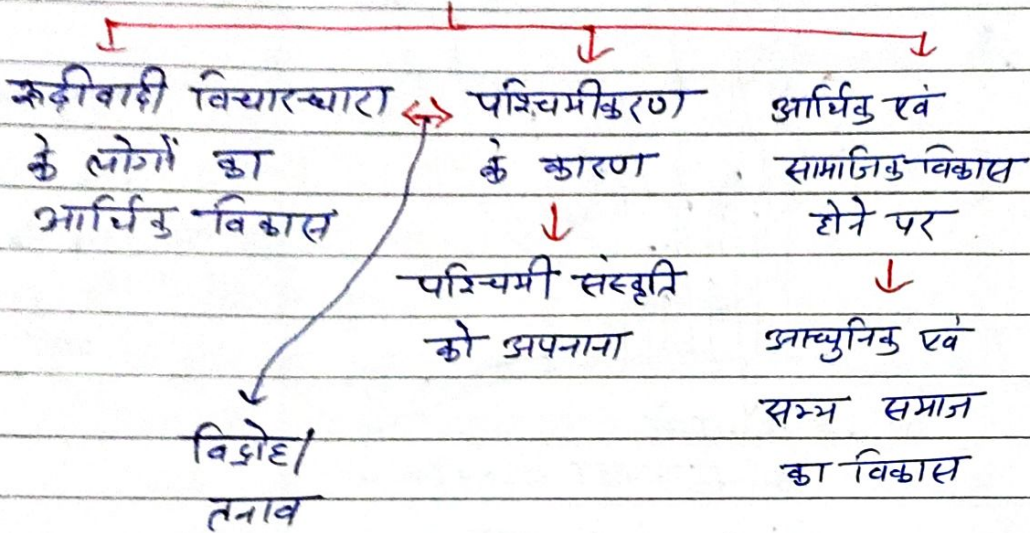 रूढ़ीवादी विचारधारा
के लोगों का
आर्थिक विकास
पश्चिमीकरण
के कारण
पश्चिमी संस्कृति
को अपनाना
आर्थिक एवं
सामाजिक विकास
होने पर
आधुनिक एवं
सभ्य समाज
का विकास
विद्रोह/
तनाव